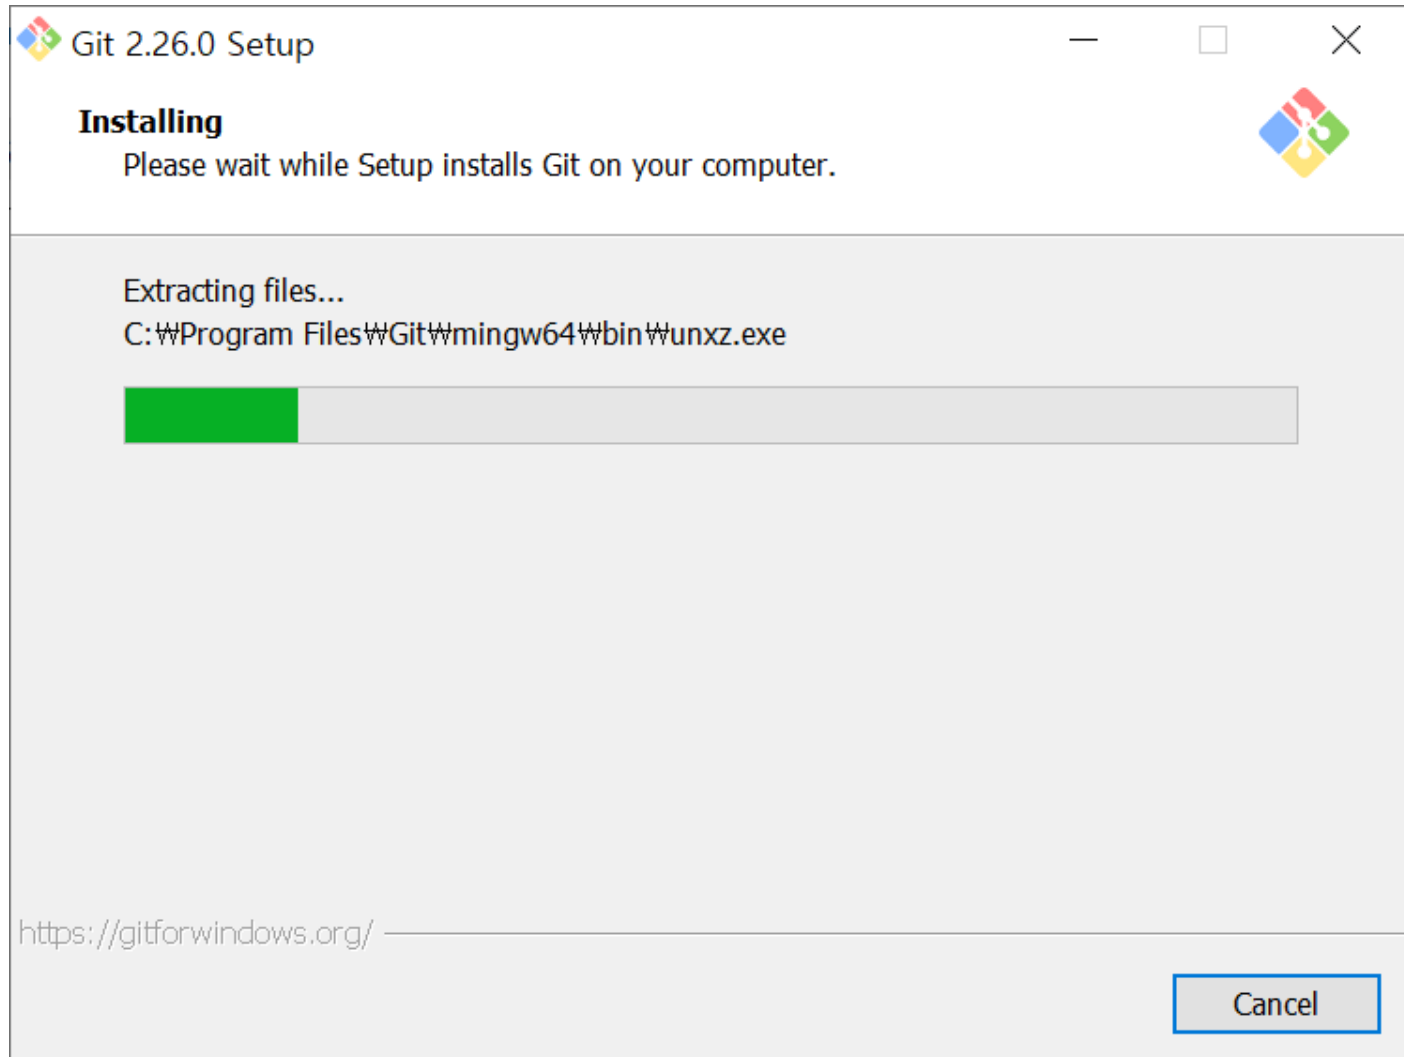 Git 2.26.0 Setup
Installing
Please wait while Setup installs Git on your computer.
Extracting files...
C:₩Program Files₩Git₩mingw64₩bin₩unxz.exe
https://gitforwindows.org/
Cancel